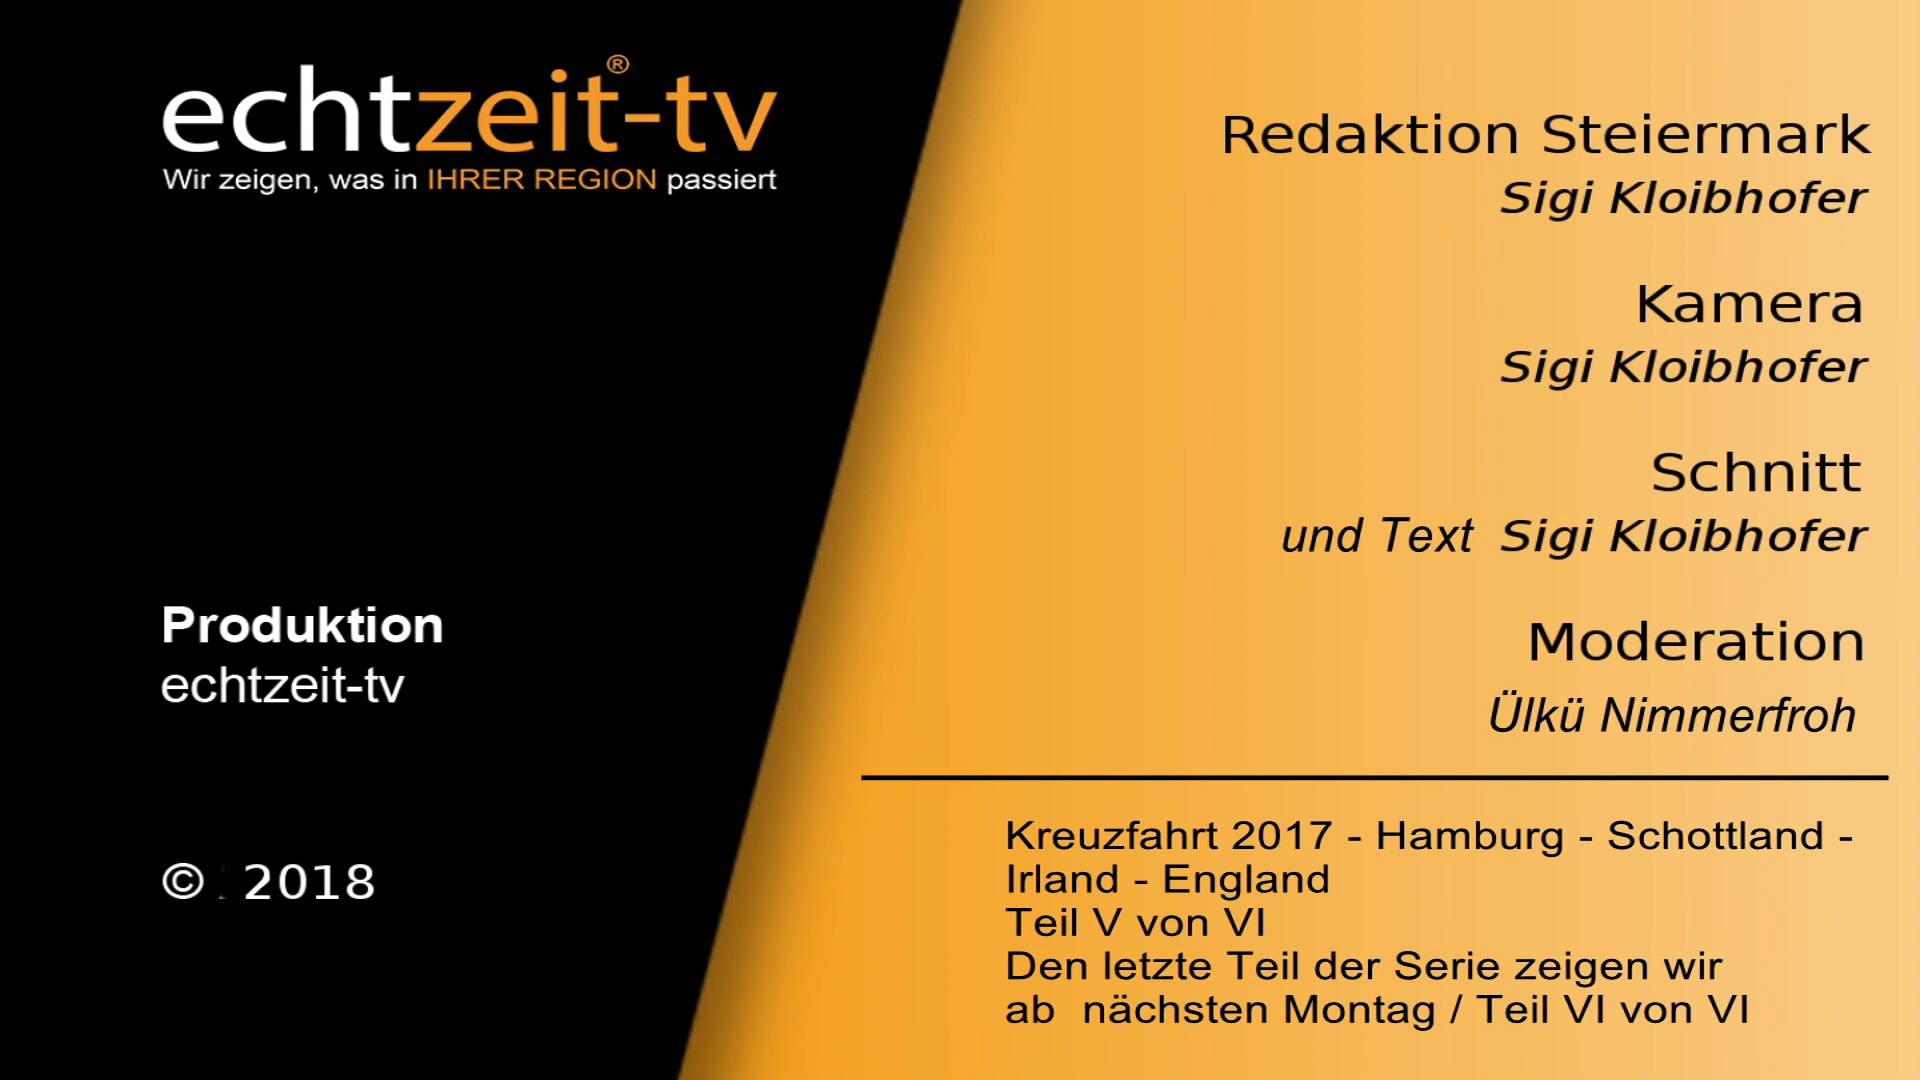 echtzeit-tv®
Wir zeigen, was in IHRER REGION passiert
Produktion
echtzeit-tv
© 2018
Redaktion Steiermark
Sigi Kloibhofer
Kamera
Sigi Kloibhofer
Schnitt
und Text Sigi Kloibhofer
Moderation
Ülkü Nimmerfroh
Kreuzfahrt 2017 - Hamburg - Schottland -
Irland - England
Teil V von VI
Den letzte Teil der Serie zeigen wir
ab nächsten Montag / Teil VI von VI